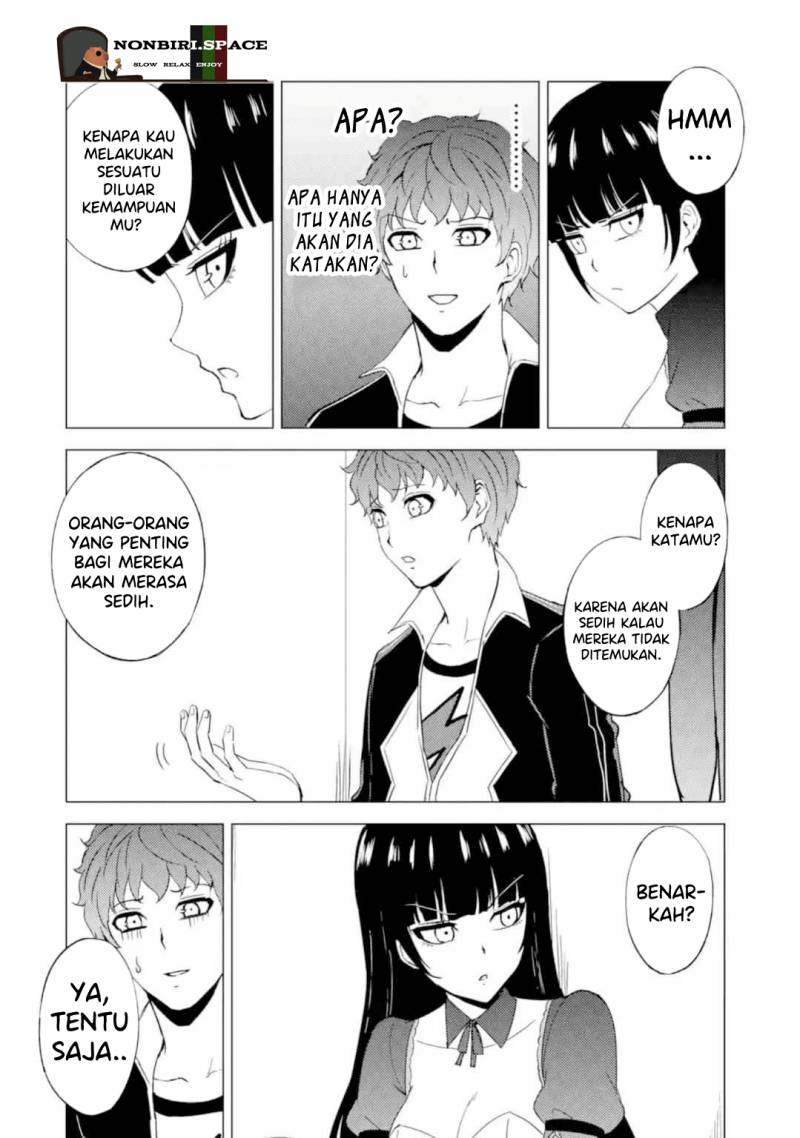 NONBIRI.SPACE
SLOW RELAX ENJOY
HMM
...
.........
APA?
APA HANYA
ITU YANG
AKAN DIA
KATAKAN?
KENAPA KAU
MELAKUKAN
SESUATU
DILUAR
KEMAMPUAN
MU?
KENAPA
KATAMU?
KARENA AKAN
SEDIH KALAU
MEREKA TIDAK
DITEMUKAN.
ORANG-ORANG
YANG PENTING
BAGI MEREKA
AKAN MERASA
SEDIH.
BENAR-
KAH?
YA,
TENTU
SAJA..